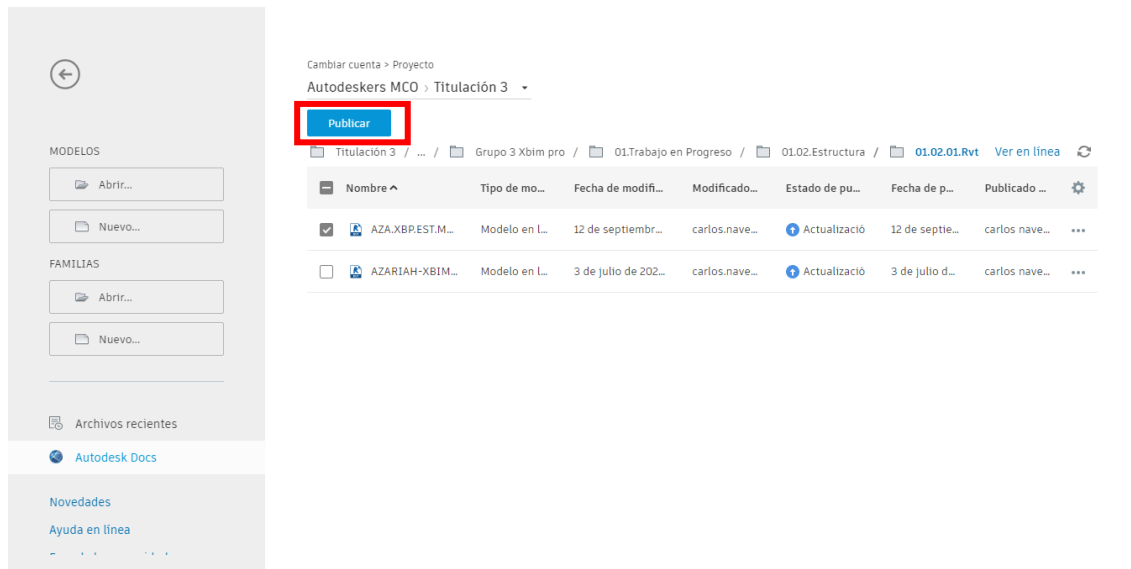 Cambiar cuenta > Proyecto
Autodeskers MCO > Titulación 3
Publicar
MODELOS
Titulación 3 / ... / Grupo 3 Xbim pro / 01.Trabajo en Progreso / 01.02.Estructura / 01.02.01.Rvt Ver en línea
Abrir...
Nombre Tipo de mo... Fecha de modifi... Modificado... Estado de pu... Fecha de p... Publicado ...
Nuevo...
AZA.XBP.EST.M... Modelo en l... 12 de septiembr... carlos.nave... Actualizació 12 de septie... carlos nave...
FAMILIAS
AZARIAH-XBIM... Modelo en l... 3 de julio de 202... carlos.nave... Actualizació 3 de julio d... carlos nave...
Abrir...
Nuevo...
Archivos recientes
Autodesk Docs
Novedades
Ayuda en línea